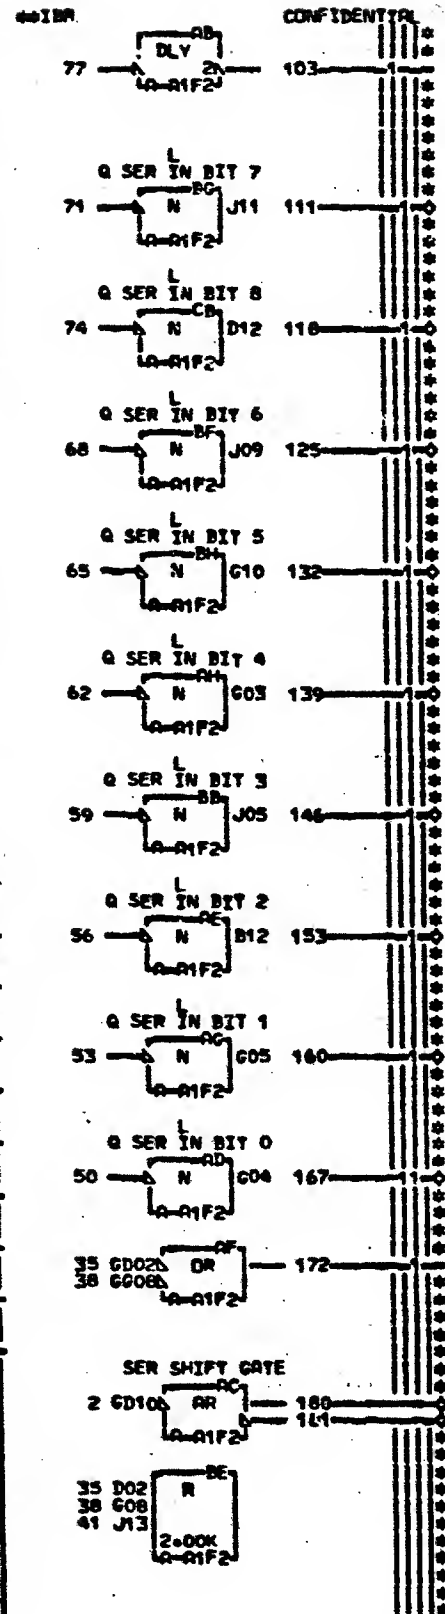 **IBM CONFIDENTIAL
AB
DLY
77 2 103 1
A-A1F2
L
Q SER IN BIT 7
BG
71 N J11 111 1
A-A1F2
L
Q SER IN BIT 8
CB
74 N D12 118 1
A-A1F2
L
Q SER IN BIT 6
BF
68 N J09 125 1
A-A1F2
L
Q SER IN BIT 5
BH
65 N G10 132 1
A-A1F2
L
Q SER IN BIT 4
AH
62 N G03 139 1
A-A1F2
L
Q SER IN BIT 3
BB
59 N J05 146 1
A-A1F2
L
Q SER IN BIT 2
AE
56 N B12 153 1
A-A1F2
L
Q SER IN BIT 1
AG
53 N G05 160 1
A-A1F2
L
Q SER IN BIT 0
AD
50 N G04 167 11
A-A1F2
AF
35 GD02 OR 172 1
38 GG08
A-A1F2
SER SHIFT GATE
AC
2 GD10 AR 180
A-A1F2
BE
35 D02 R
38 G08
41 J13
2.00K
A-A1F2